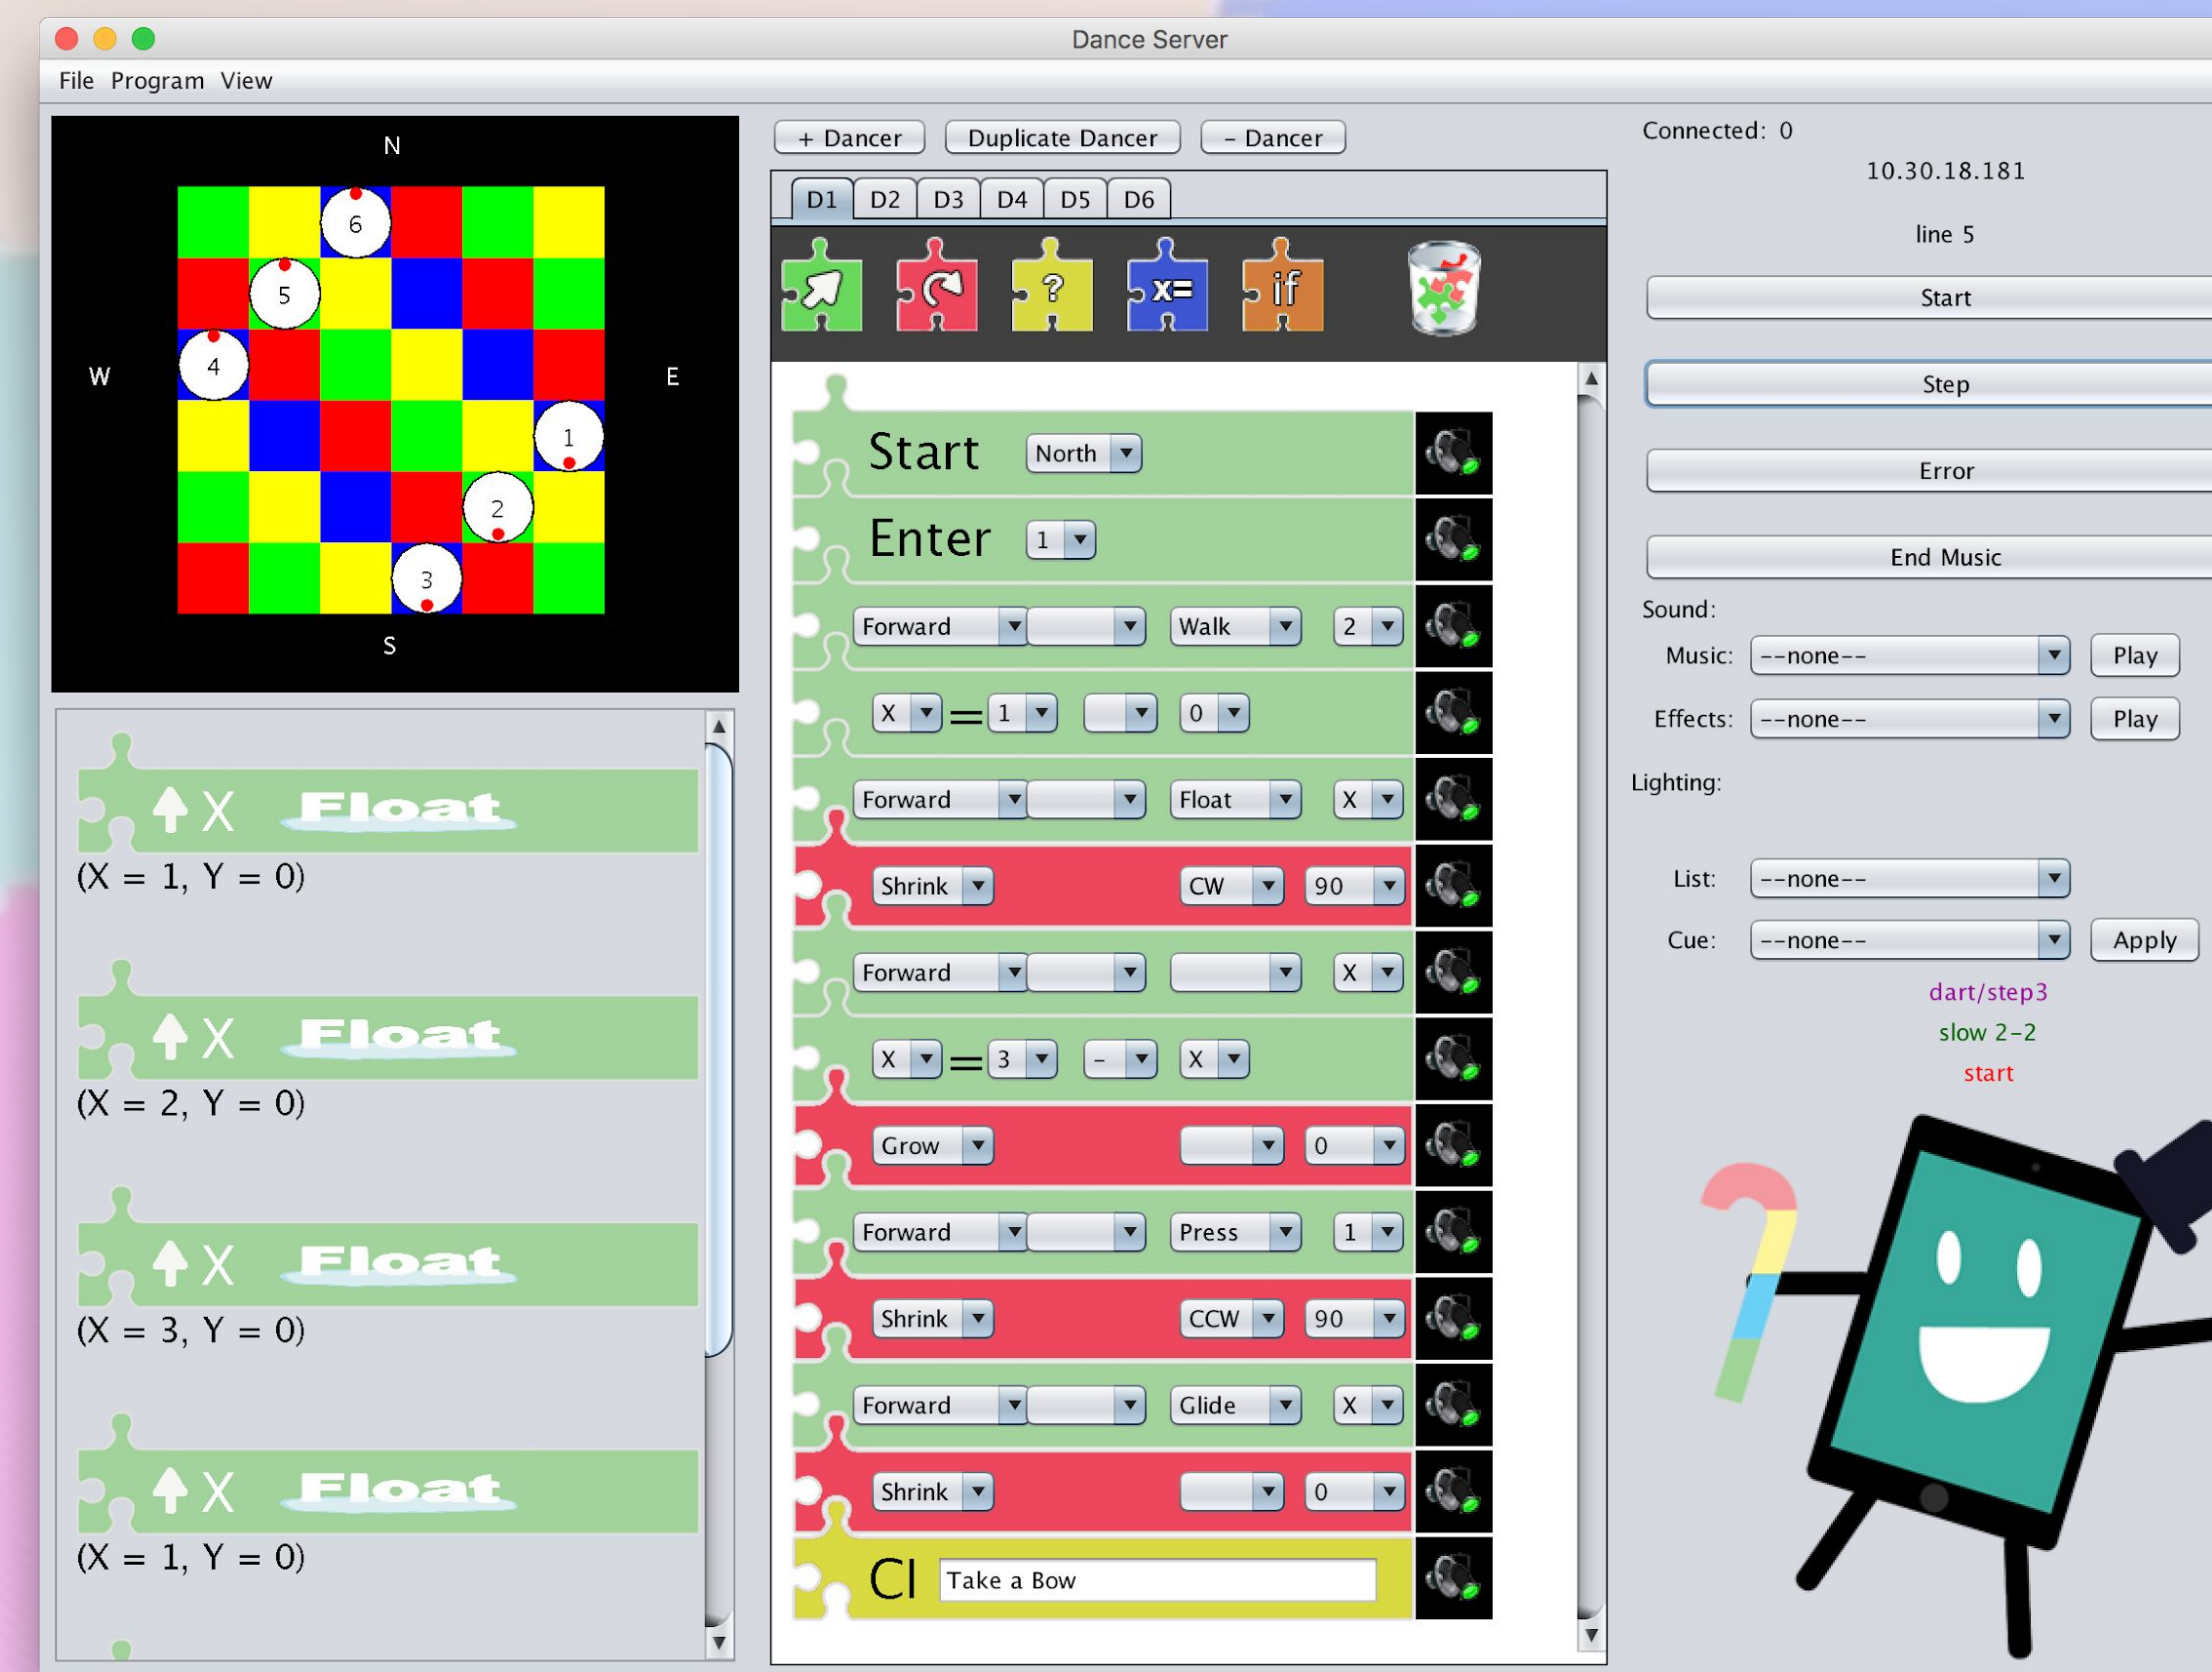 Dance Server
File Program View
N
W
E
S
6
5
4
1
2
3
X Float
(X = 1, Y = 0)
X Float
(X = 2, Y = 0)
X Float
(X = 3, Y = 0)
X Float
(X = 1, Y = 0)
+ Dancer Duplicate Dancer - Dancer
D1 D2 D3 D4 D5 D6
? x= if
Start North
Enter 1
Forward Walk 2
X = 1 0
Forward Float X
Shrink CW 90
Forward X
X = 3 - X
Grow 0
Forward Press 1
Shrink CCW 90
Forward Glide X
Shrink 0
CI Take a Bow
Connected: 0
10.30.18.181
line 5
Start
Step
Error
End Music
Sound:
Music: --none-- Play
Effects: --none-- Play
Lighting:
List: --none--
Cue: --none-- Apply
dart/step3
slow 2-2
start